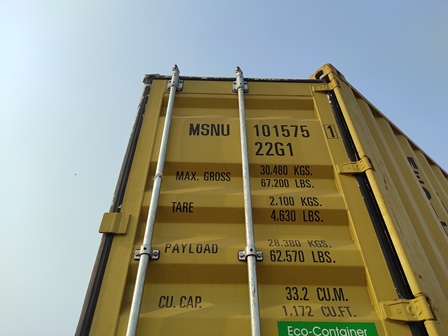 MSNU 101575 1
22G1
MAX. GROSS 30.480 KGS.
67.200 LBS.
TARE 2.100 KGS.
4.630 LBS.
PAYLOAD 28.380 KGS.
62.570 LBS.
CU. CAP. 33.2 CU.M.
1.172 CU.FT.
Eco-Container